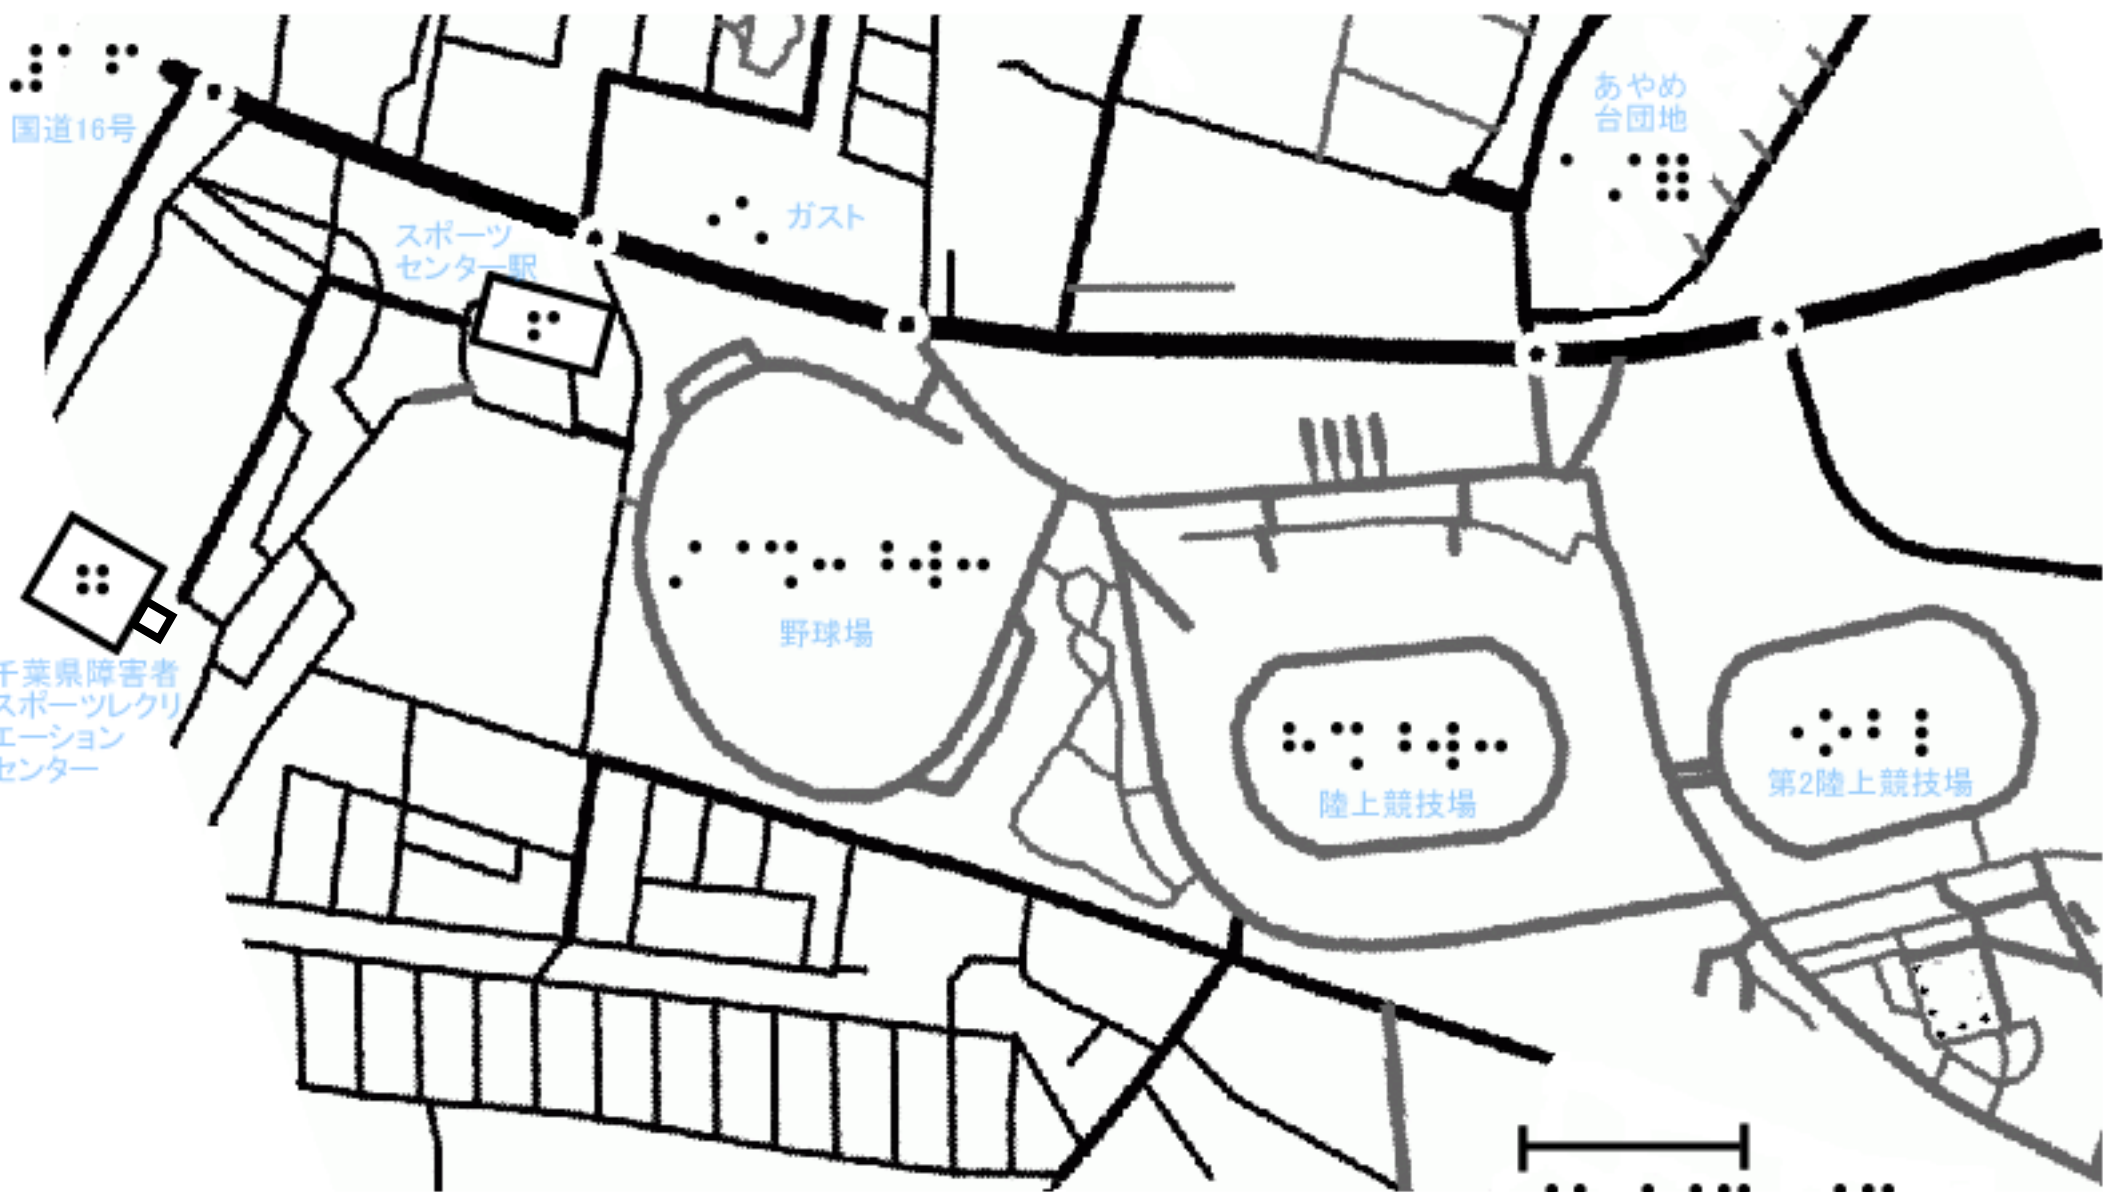 国道16号
あやめ
台団地
スポーツ
センター駅
ガスト
野球場
千葉県障害者
スポーツレクリ
エーション
センター
陸上競技場
第2陸上競技場